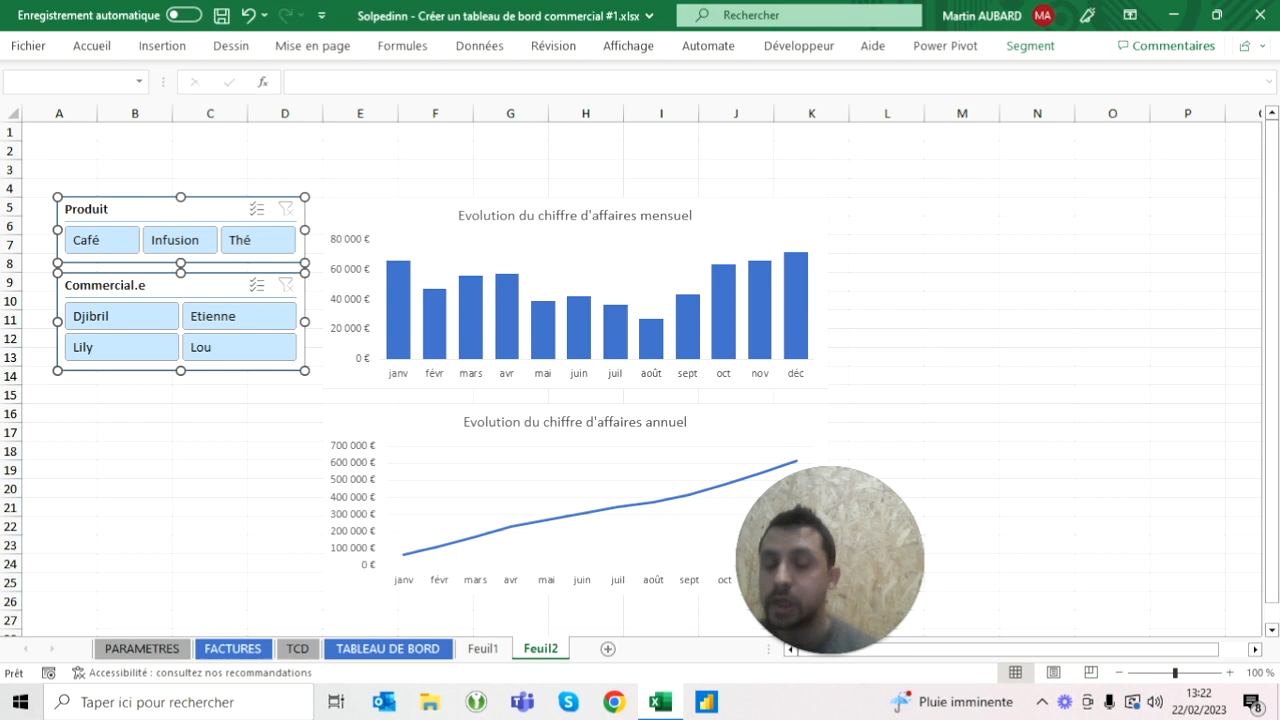 Enregistrement automatique
Solpedinn - Créer un tableau de bord commercial #1.xlsx
Rechercher
Martin AUBARD MA
Fichier Accueil Insertion Dessin Mise en page Formules Données Révision Affichage Automate Développeur Aide Power Pivot Segment Commentaires
fx
A B C D E F G H I J K L M N O P
1
2
3
4
5
6
7
8
9
10
11
12
13
14
15
16
17
18
19
20
21
22
23
24
25
26
27
Produit
Café Infusion Thé
Commercial.e
Djibril Etienne
Lily Lou
Evolution du chiffre d'affaires mensuel
80 000 €
60 000 €
40 000 €
20 000 €
0 €
janv févr mars avr mai juin juil août sept oct nov déc
Evolution du chiffre d'affaires annuel
700 000 €
600 000 €
500 000 €
400 000 €
300 000 €
200 000 €
100 000 €
0 €
janv févr mars avr mai juin juil août sept oct
PARAMETRES FACTURES TCD TABLEAU DE BORD Feuil1 Feuil2
Prêt Accessibilité : consultez nos recommandations 100 %
Taper ici pour rechercher
Pluie imminente
13:22
22/02/2023
8